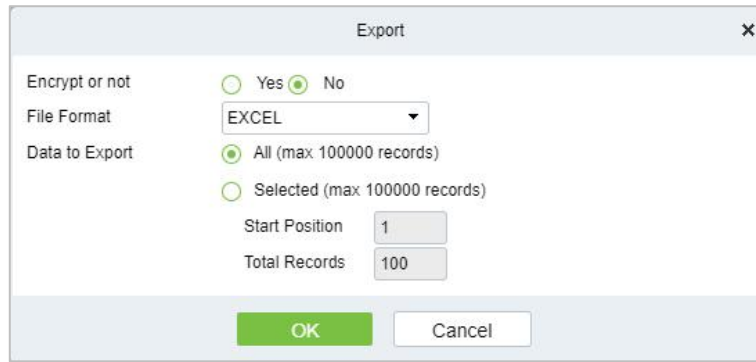 Export
Encrypt or not Yes No
File Format EXCEL
Data to Export All (max 100000 records)
Selected (max 100000 records)
Start Position 1
Total Records 100
OK Cancel